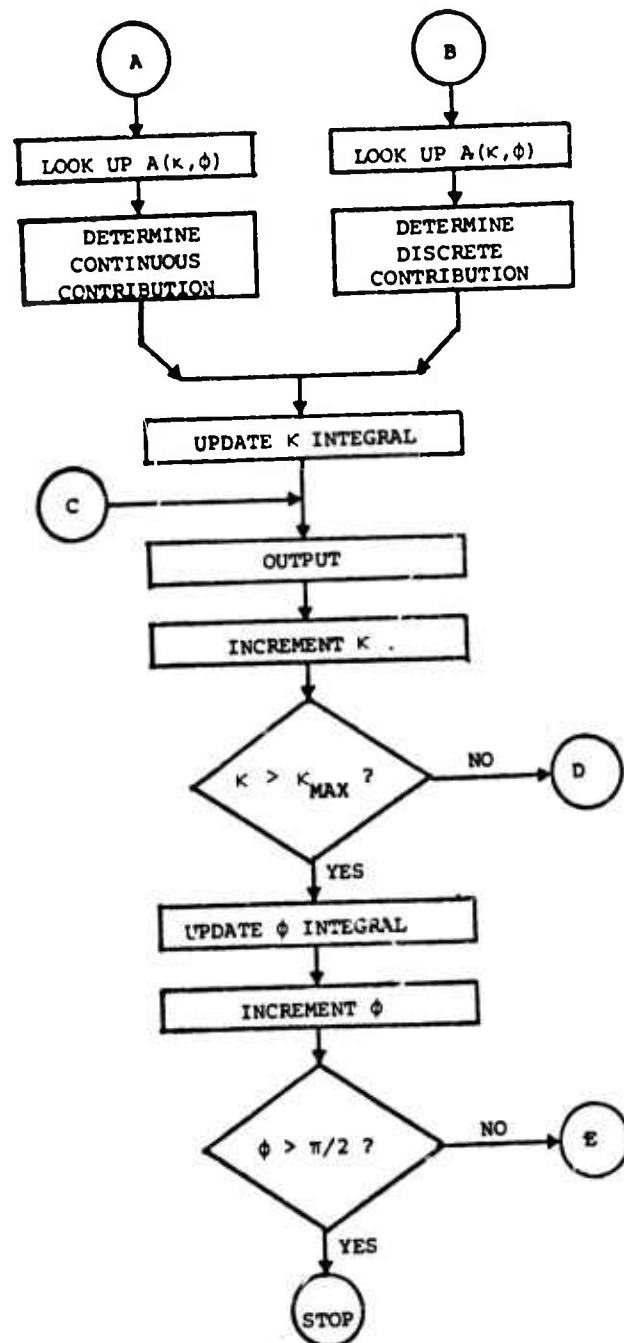 A
B
LOOK UP A(κ,φ)
LOOK UP A(κ,φ)
DETERMINE
CONTINUOUS
CONTRIBUTION
DETERMINE
DISCRETE
CONTRIBUTION
UPDATE κ INTEGRAL
C
OUTPUT
INCREMENT κ
κ > κMAX ?
NO
D
YES
UPDATE φ INTEGRAL
INCREMENT φ
φ > π/2 ?
NO
E
YES
STOP